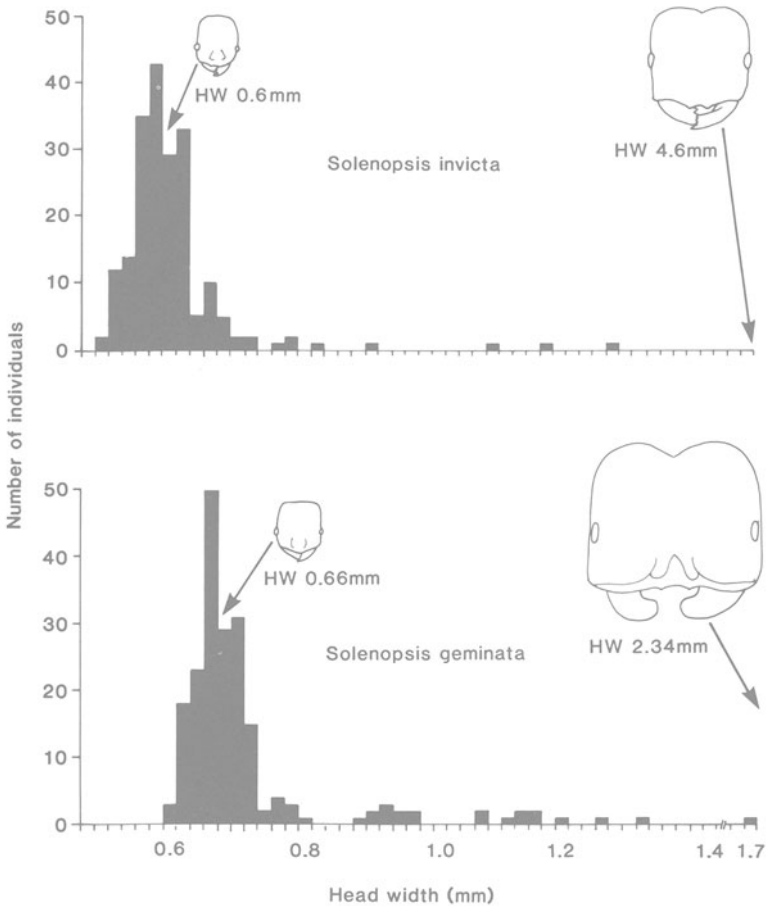 50
HW 0.6mm
40
HW 4.6mm
30
Solenopsis invicta
20
10
0
Number of individuals
50
40
HW 0.66mm
30
HW 2.34mm
Solenopsis geminata
20
10
0
0.6 0.8 1.0 1.2 1.4 1.7
Head width (mm)